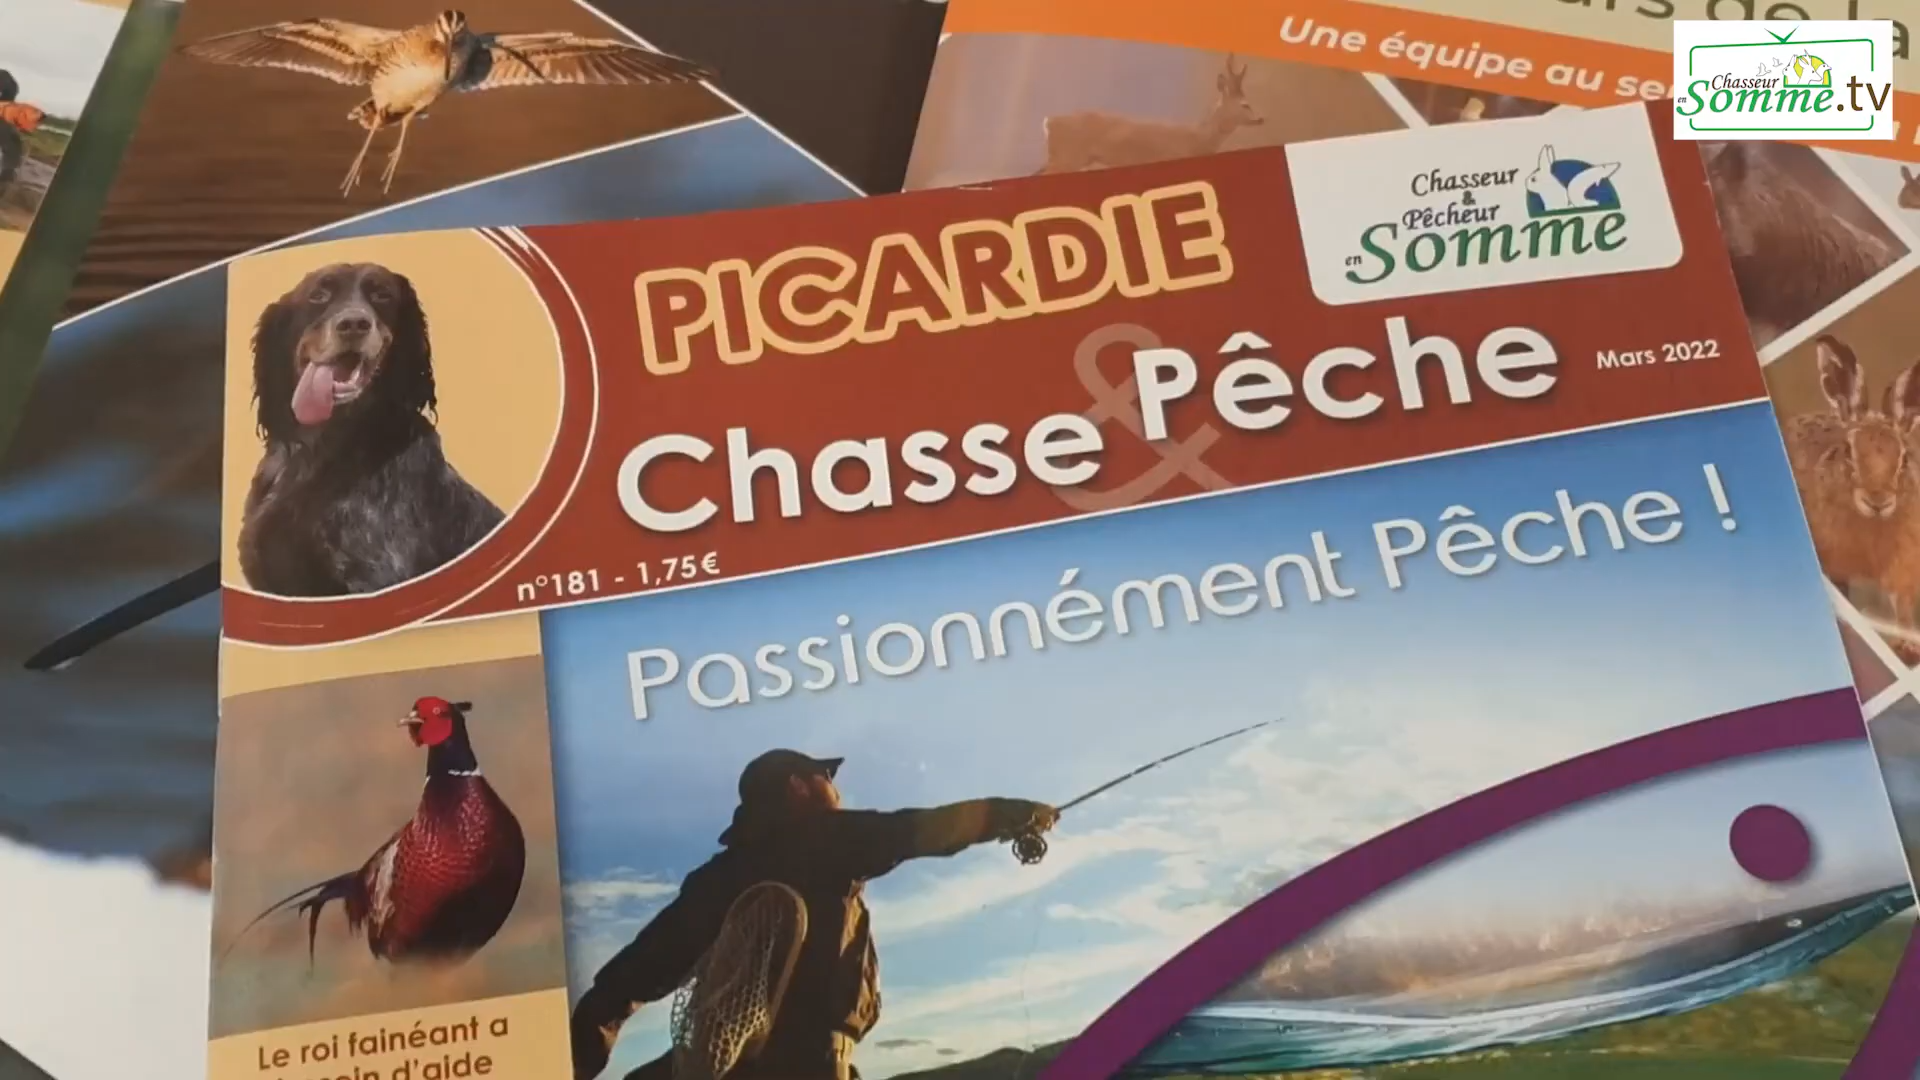 Une équipe au
Chasseur
en Somme.tv
Chasseur
&
Pêcheur
en Somme
PICARDIE
Chasse & Pêche
Mars 2022
n°181 - 1,75€
Passionnément Pêche !
Le roi fainéant a
d'aide